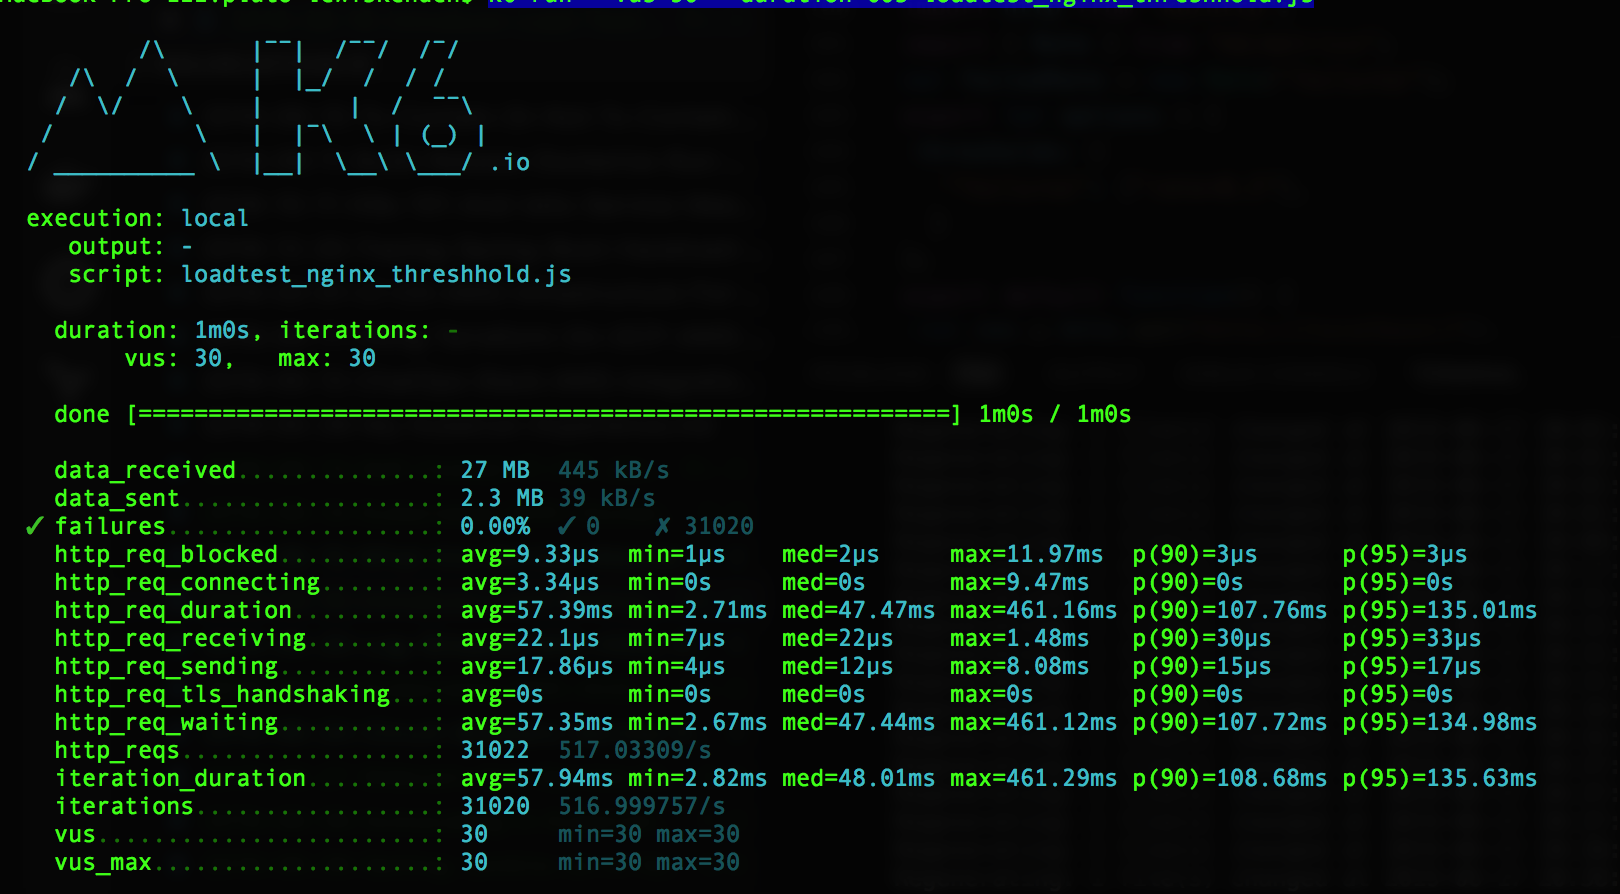 .io
execution: local
output: -
script: loadtest_nginx_threshhold.js
duration: 1m0s, iterations: -
vus: 30, max: 30
done [==========================================================] 1m0s / 1m0s
data_received..............: 27 MB 445 kB/s
data_sent..................: 2.3 MB 39 kB/s
✓ failures...................: 0.00% ✓ 0 ✗ 31020
http_req_blocked...........: avg=9.33µs min=1µs med=2µs max=11.97ms p(90)=3µs p(95)=3µs
http_req_connecting........: avg=3.34µs min=0s med=0s max=9.47ms p(90)=0s p(95)=0s
http_req_duration..........: avg=57.39ms min=2.71ms med=47.47ms max=461.16ms p(90)=107.76ms p(95)=135.01ms
http_req_receiving.........: avg=22.1µs min=7µs med=22µs max=1.48ms p(90)=30µs p(95)=33µs
http_req_sending...........: avg=17.86µs min=4µs med=12µs max=8.08ms p(90)=15µs p(95)=17µs
http_req_tls_handshaking...: avg=0s min=0s med=0s max=0s p(90)=0s p(95)=0s
http_req_waiting...........: avg=57.35ms min=2.67ms med=47.44ms max=461.12ms p(90)=107.72ms p(95)=134.98ms
http_reqs..................: 31022 517.03309/s
iteration_duration.........: avg=57.94ms min=2.82ms med=48.01ms max=461.29ms p(90)=108.68ms p(95)=135.63ms
iterations.................: 31020 516.999757/s
vus........................: 30 min=30 max=30
vus_max....................: 30 min=30 max=30